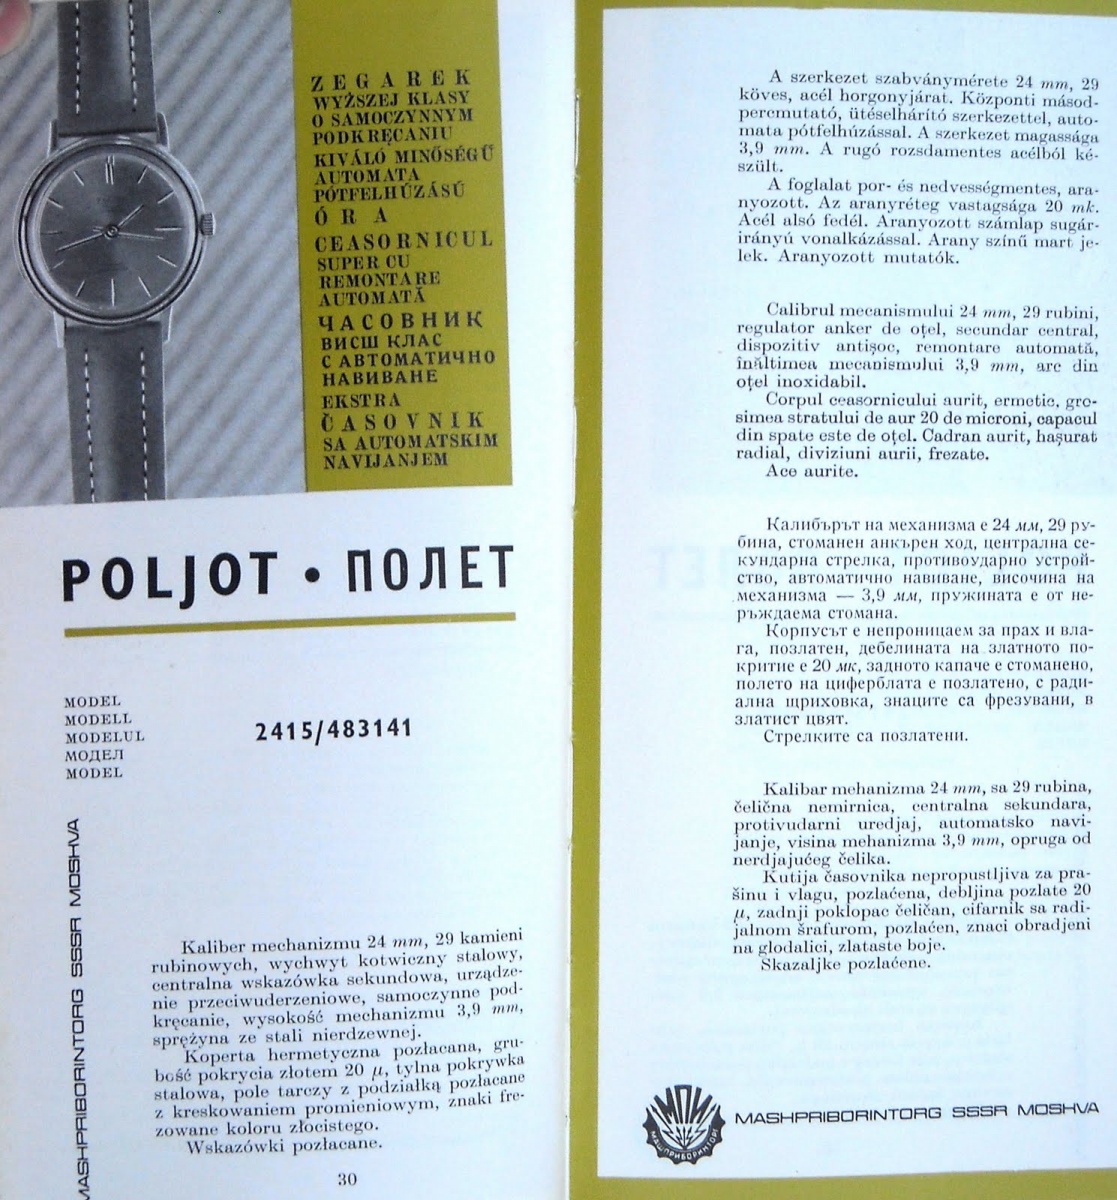 ZEGAREK
WYŻSZEJ KLASY
O SAMOCZYNNYM
PODKRĘCANIU
KIVÁLÓ MINŐSÉGŰ
AUTOMATA
PÓTFELHÚZÁSÚ
ÓRA
CEASORNICUL
SUPER CU
REMONTARE
AUTOMATĂ
ЧАСОВНИК
ВИСШ КЛАС
С АВТОМАТИЧНО
НАВИВАНЕ
EKSTRA
ČASOVNIK
SA AUTOMATSKIM
NAVIJANJEM
POLJOT • ПОЛЕТ
MODEL
MODELL
MODELUL
МОДЕЛ
MODEL
2415/483141
MASHPRIBORINTORG SSSR MOSHVA
Kaliber mechanizmu 24 mm, 29 kamieni
rubinowych, wychwyt kotwiczny stalowy,
centralna wskazówka sekundowa, urządze-
nie przeciwuderzeniowe, samoczynne pod-
kręcanie, wysokość mechanizmu 3,9 mm,
sprężyna ze stali nierdzewnej.
Koperta hermetyczna pozłacana, gru-
bość pokrycia złotem 20 μ, tylna pokrywka
stalowa, pole tarczy z podziałką pozłacane
z kreskowaniem promieniowym, znaki fre-
zowane koloru złocistego.
Wskazówki pozłacane.
30
A szerkezet szabványmérete 24 mm, 29
köves, acél horgonyjárat. Központi másod-
percmutató, ütéselhárító szerkezettel, auto-
mata pótfelhúzással. A szerkezet magassága
3,9 mm. A rugó rozsdamentes acélból ké-
szült.
A foglalat por- és nedvességmentes, ara-
nyozott. Az aranyréteg vastagsága 20 mk.
Acél alsó fedél. Aranyozott számlap sugár-
irányú vonalkázással. Arany színű mart je-
lek. Aranyozott mutatók.
Calibrul mecanismului 24 mm, 29 rubini,
regulator anker de oțel, secundar central,
dispozitiv antișoc, remontare automată,
înălțimea mecanismului 3,9 mm, arc din
oțel inoxidabil.
Corpul ceasornicului aurit, ermetic, gro-
simea stratului de aur 20 de microni, capacul
din spate este de oțel. Cadran aurit, hașurat
radial, diviziuni aurii, frezate.
Ace aurite.
Калибърът на механизма е 24 мм, 29 ру-
бина, стоманен анкърен ход, централна се-
кундарна стрелка, противоударно устрой-
ство, автоматично навиване, височина на
механизма — 3,9 мм, пружината е от не-
ръждаема стомана.
Корпусът е непроницаем за прах и вла-
га, позлатен, дебелината на златното по-
критие е 20 мк, задното капаче е стоманено,
полето на циферблата е позлатено, с ради-
ална щриховка, знаците са фрезувани, в
златист цвят.
Стрелките са позлатени.
Kalibar mehanizma 24 mm, sa 29 rubina,
čelična nemirnica, centralna sekundara,
protivudarni uredjaj, automatsko navi-
janje, visina mehanizma 3,9 mm, opruga od
nerdjajućeg čelika.
Kutija časovnika nepropustljiva za pra-
šinu i vlagu, pozlaćena, debljina pozlate 20
μ, zadnji poklopac čeličan, cifarnik sa radi-
jalnom šrafurom, pozlaćen, znaci obradjeni
na glodalici, zlataste boje.
Skazaljke pozlaćene.
МПИ
МАШПРИБОРИНТОРГ
MASHPRIBORINTORG SSSR MOSHVA